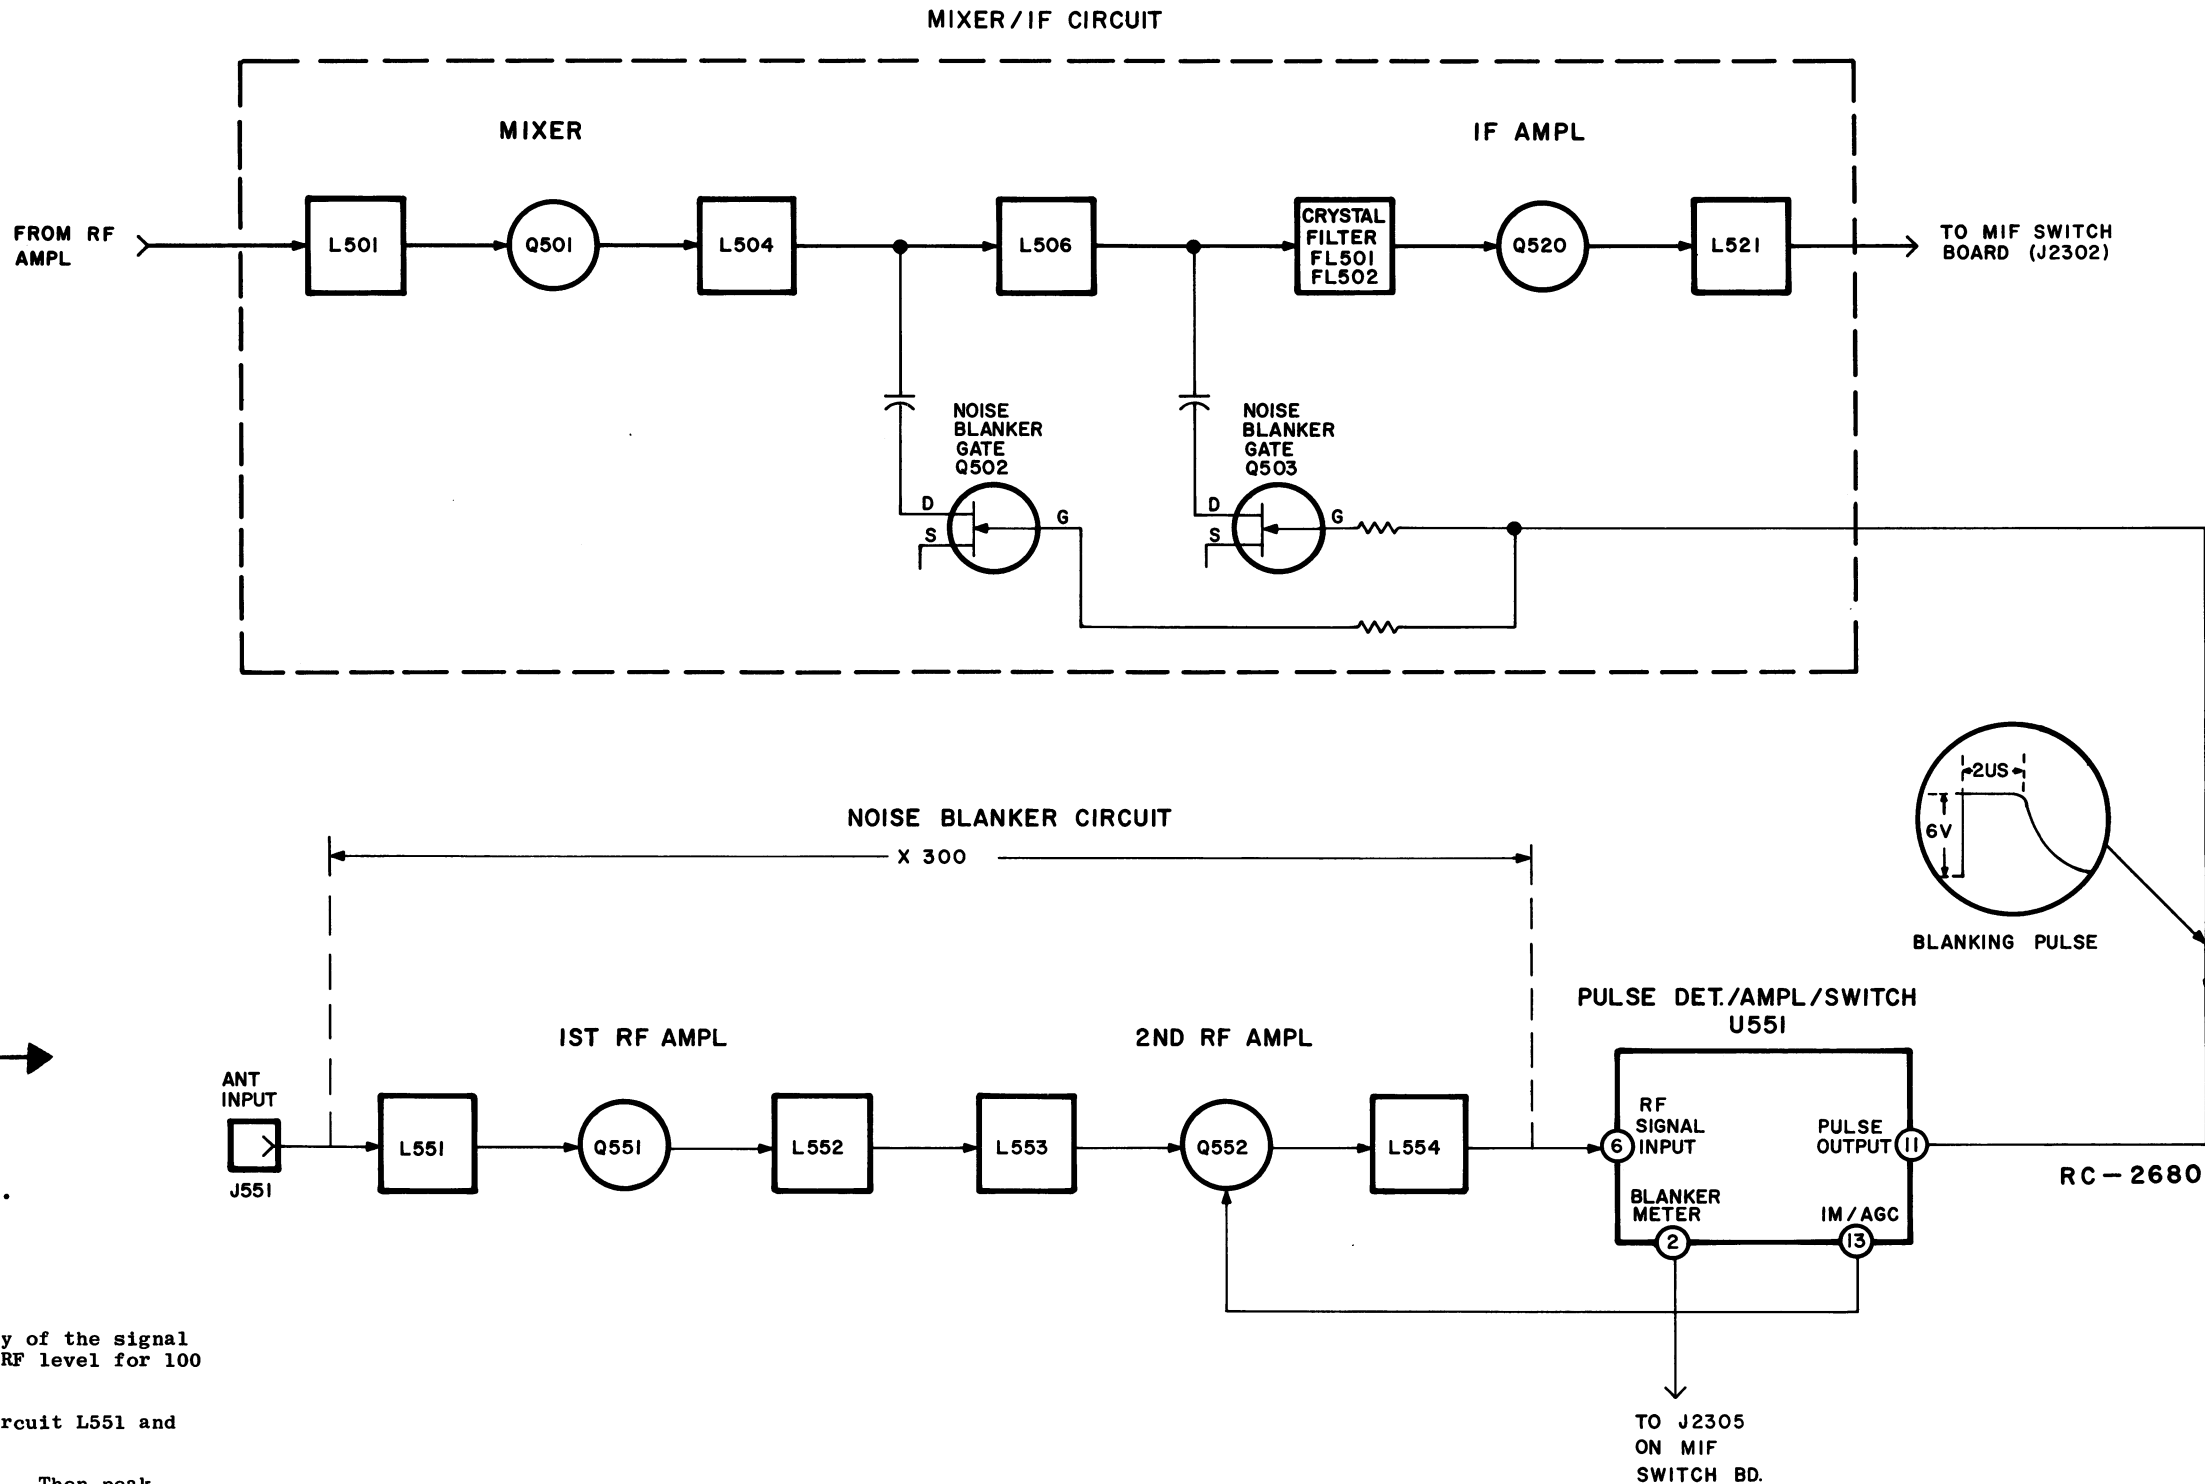 MIXER/IF CIRCUIT
MIXER
IF AMPL
FROM RF
AMPL
L501
Q501
L504
L506
CRYSTAL
FILTER
FL501
FL502
Q520
L521
TO MIF SWITCH
BOARD (J2302)
NOISE
BLANKER
GATE
Q502
NOISE
BLANKER
GATE
Q503
D
S
G
D
S
G
2US
6V
BLANKING PULSE
NOISE BLANKER CIRCUIT
X 300
PULSE DET./AMPL/SWITCH
U551
1ST RF AMPL
2ND RF AMPL
ANT
INPUT
J551
L551
Q551
L552
L553
Q552
L554
6
RF
SIGNAL
INPUT
PULSE
OUTPUT
11
BLANKER
METER
2
IM/AGC
13
RC-2680
TO J2305
ON MIF
SWITCH BD.
.
y of the signal
RF level for 100
rcuit L551 and
Then peak